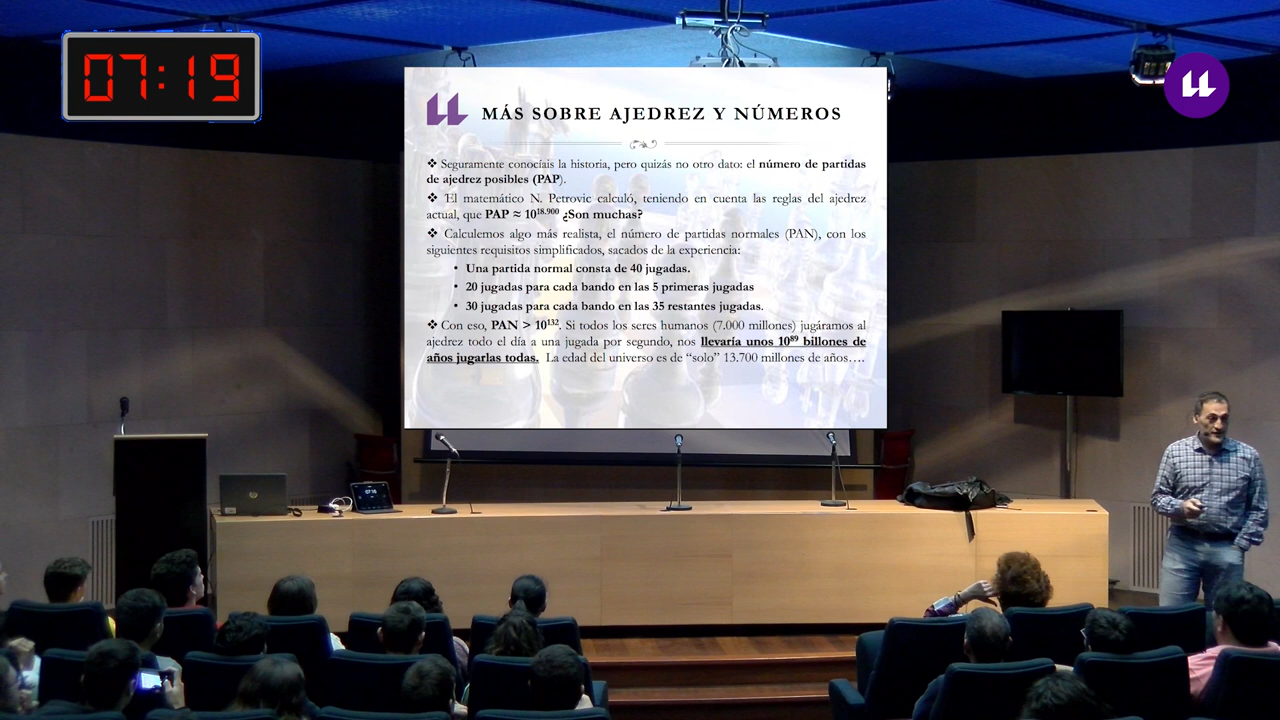 07:19
MÁS SOBRE AJEDREZ Y NÚMEROS
❖ Seguramente conocíais la historia, pero quizás no otro dato: el número de partidas
de ajedrez posibles (PAP).
❖ El matemático N. Petrovic calculó, teniendo en cuenta las reglas del ajedrez
actual, que PAP ≈ 10^18.900 ¿Son muchas?
❖ Calculemos algo más realista, el número de partidas normales (PAN), con los
siguientes requisitos simplificados, sacados de la experiencia:
• Una partida normal consta de 40 jugadas.
• 20 jugadas para cada bando en las 5 primeras jugadas
• 30 jugadas para cada bando en las 35 restantes jugadas.
❖ Con eso, PAN > 10^132. Si todos los seres humanos (7.000 millones) jugáramos al
ajedrez todo el día a una jugada por segundo, nos llevaría unos 10^89 billones de
años jugarlas todas. La edad del universo es de “solo” 13.700 millones de años….